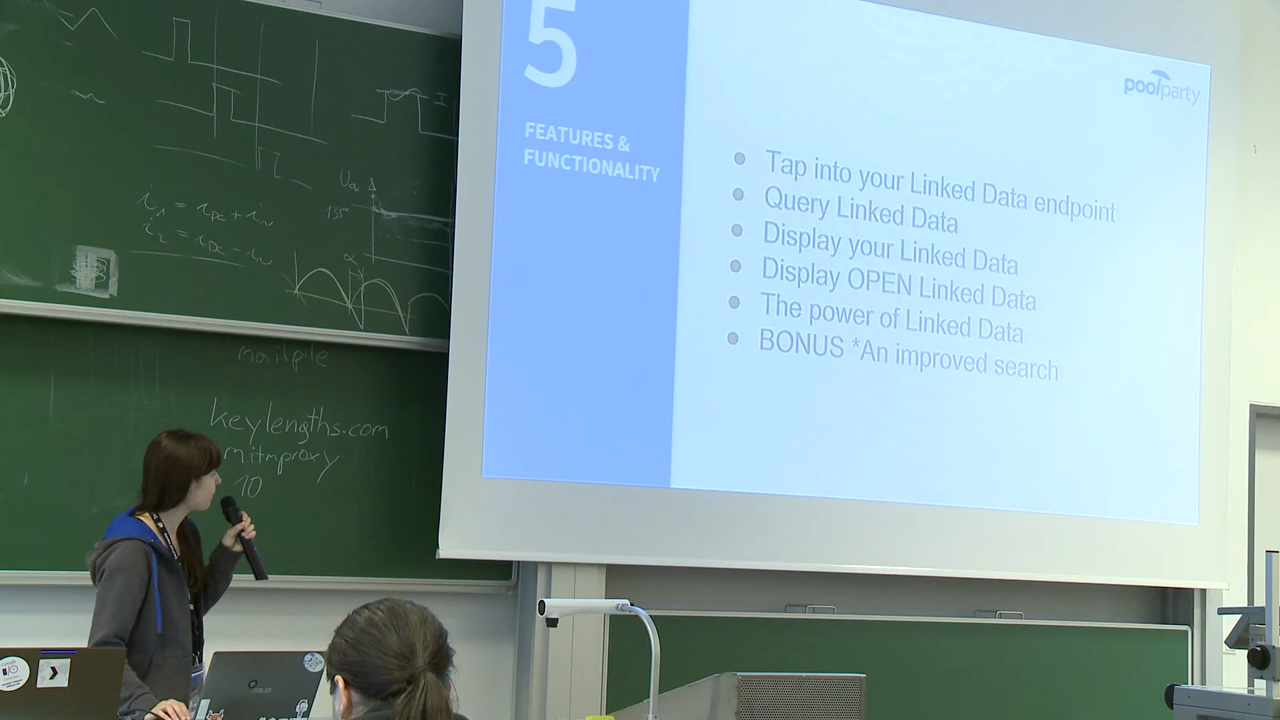 5
FEATURES &
FUNCTIONALITY
poolparty
Tap into your Linked Data endpoint
Query Linked Data
Display your Linked Data
Display OPEN Linked Data
The power of Linked Data
BONUS *An improved search
mailpile
keylengths.com
mitmproxy
10
ASUS